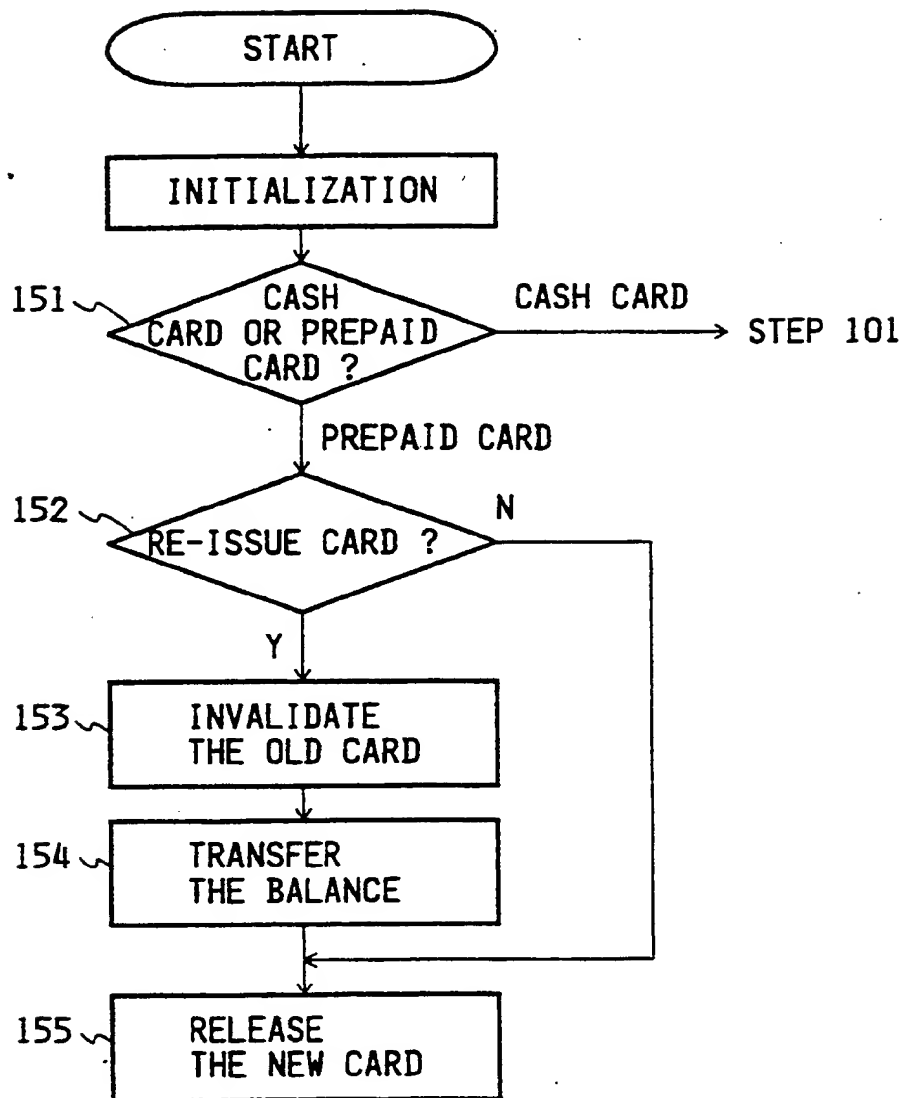 START
INITIALIZATION
151
CASH
CARD OR PREPAID
CARD ?
CASH CARD
STEP 101
PREPAID CARD
152
RE-ISSUE CARD ?
N
Y
153
INVALIDATE
THE OLD CARD
154
TRANSFER
THE BALANCE
155
RELEASE
THE NEW CARD